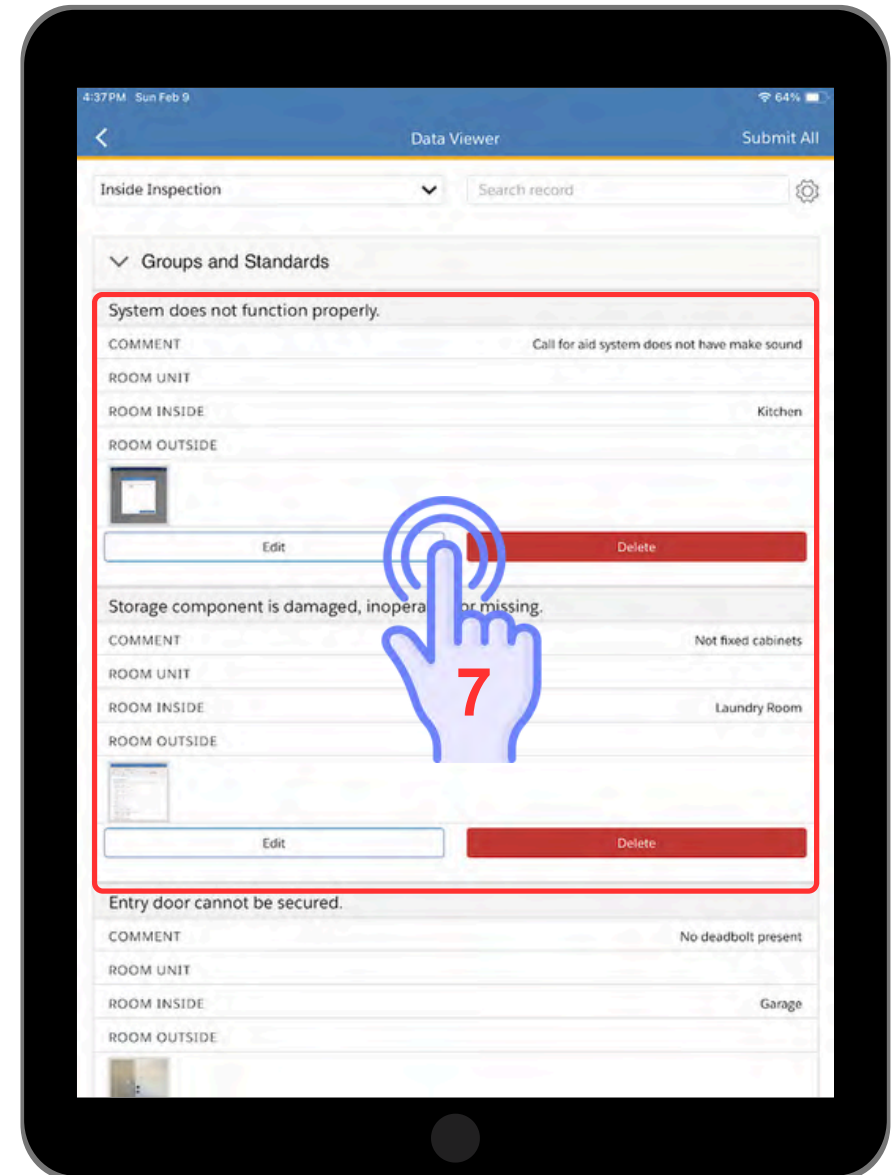 4:37PM Sun Feb 9 64%
Data Viewer Submit All
Inside Inspection Search record
Groups and Standards
System does not function properly.
COMMENT Call for aid system does not have make sound
ROOM UNIT
ROOM INSIDE Kitchen
ROOM OUTSIDE
Edit Delete
Storage component is damaged, inopera or missing.
COMMENT Not fixed cabinets
ROOM UNIT
7
ROOM INSIDE Laundry Room
ROOM OUTSIDE
Edit Delete
Entry door cannot be secured.
COMMENT No deadbolt present
ROOM UNIT
ROOM INSIDE Garage
ROOM OUTSIDE